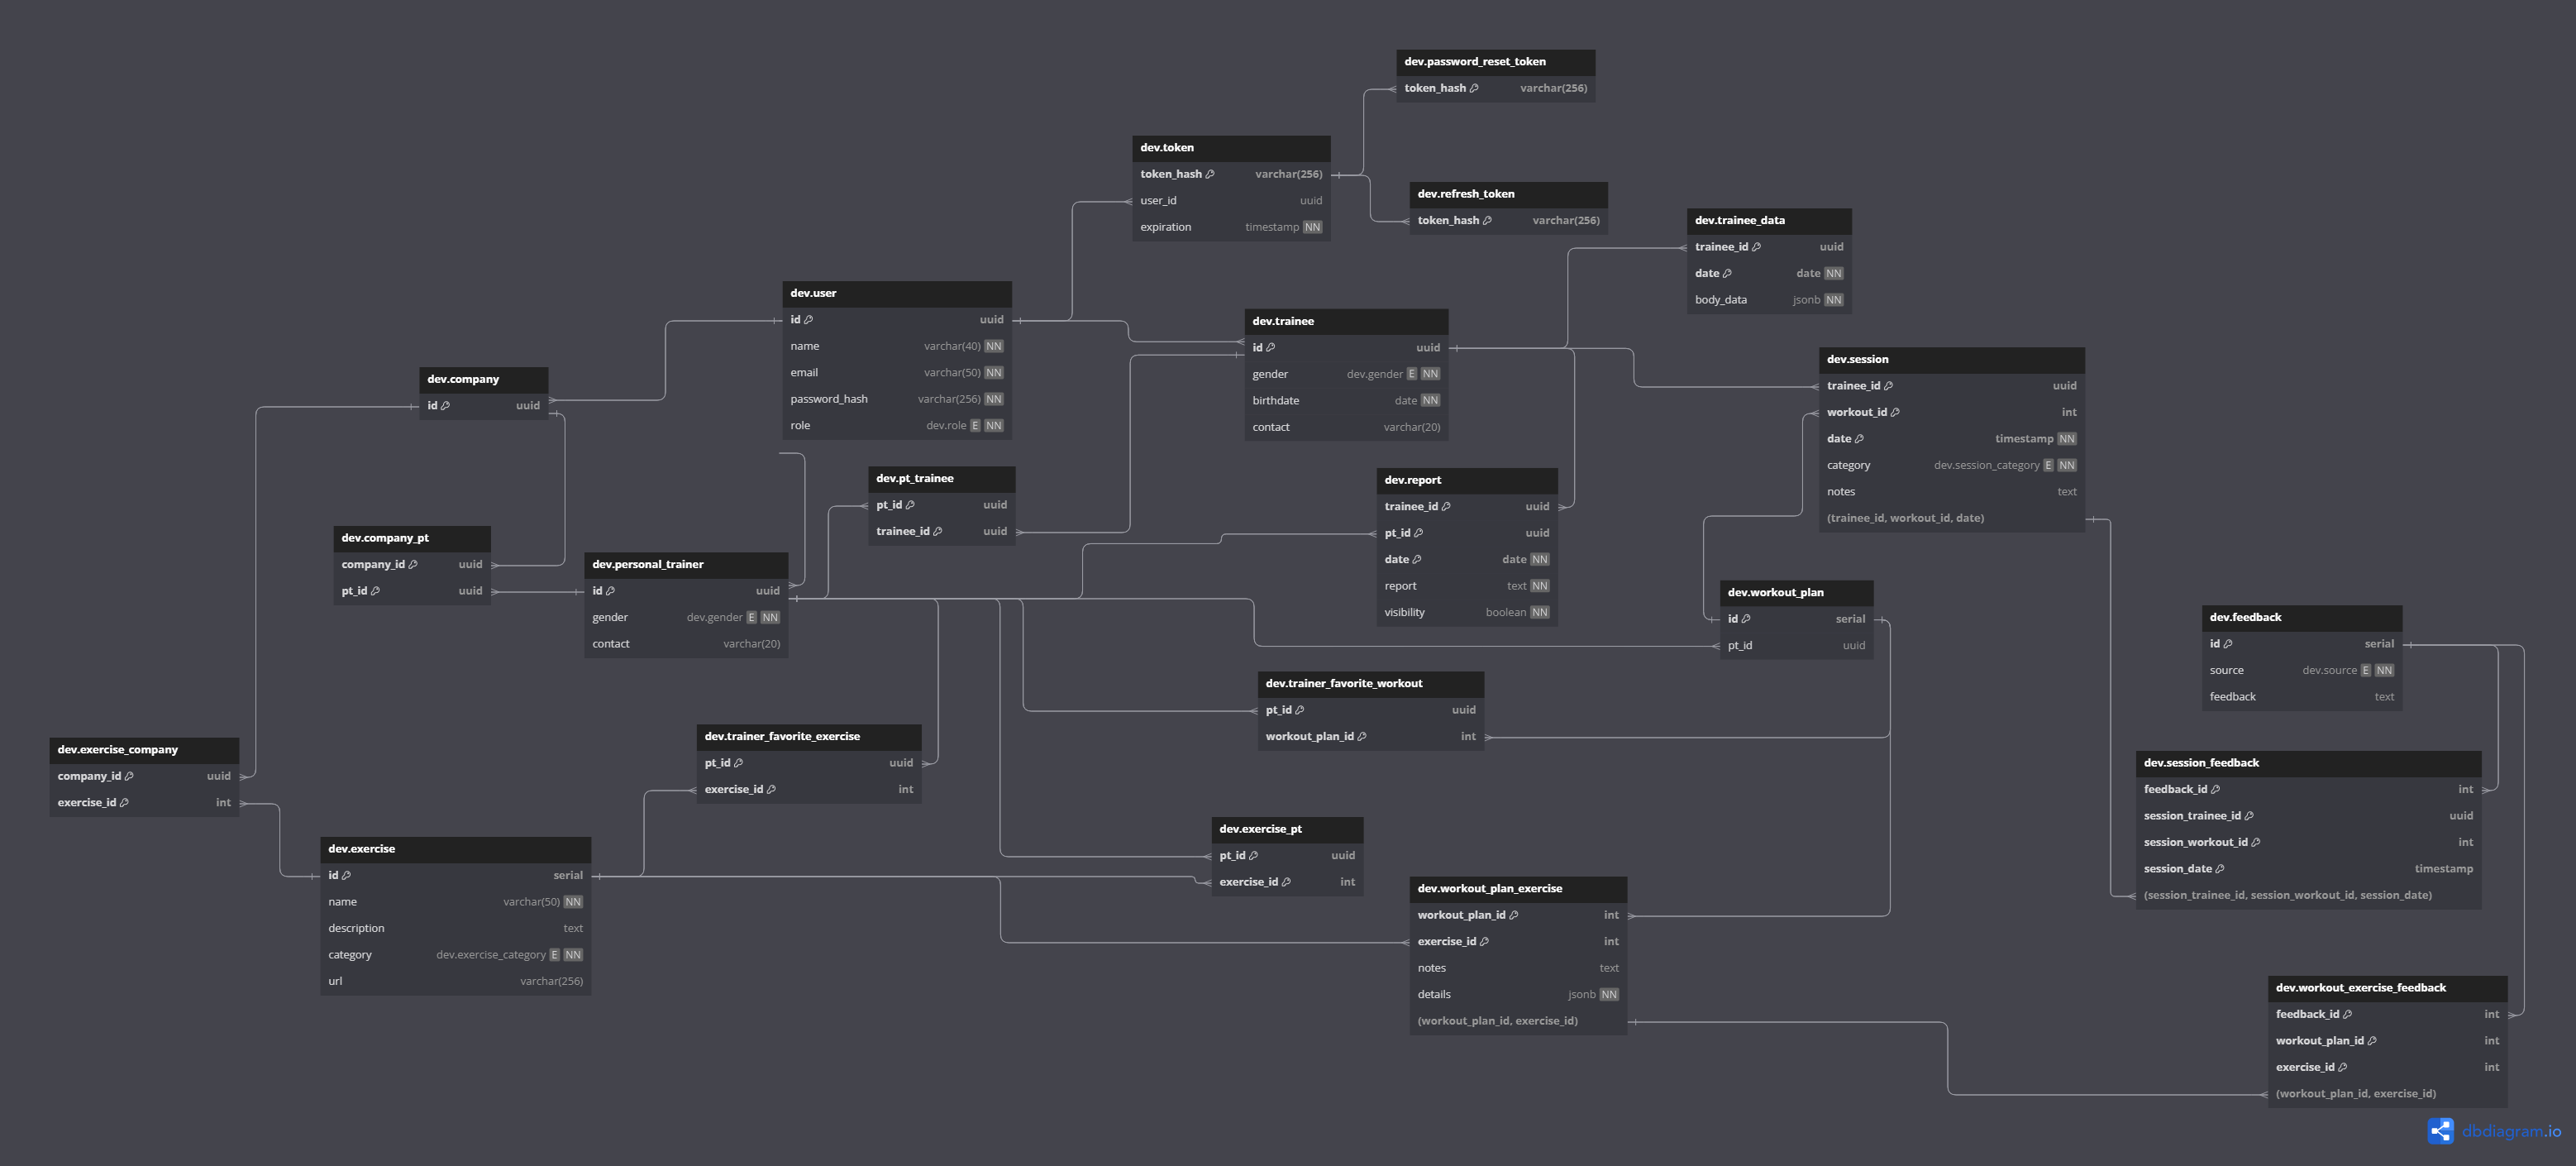 dev.password_reset_token
token_hash varchar(256)
dev.token
token_hash varchar(256)
user_id uuid
expiration timestamp NN
dev.refresh_token
token_hash varchar(256)
dev.trainee_data
trainee_id uuid
date date NN
body_data jsonb NN
dev.user
id uuid
name varchar(40) NN
email varchar(50) NN
password_hash varchar(256) NN
role dev.role E NN
dev.trainee
id uuid
gender dev.gender E NN
birthdate date NN
contact varchar(20)
dev.session
trainee_id uuid
workout_id int
date timestamp NN
category dev.session_category E NN
notes text
(trainee_id, workout_id, date)
dev.company
id uuid
dev.pt_trainee
pt_id uuid
trainee_id uuid
dev.report
trainee_id uuid
pt_id uuid
date date NN
report text NN
visibility boolean NN
dev.company_pt
company_id uuid
pt_id uuid
dev.personal_trainer
id uuid
gender dev.gender E NN
contact varchar(20)
dev.workout_plan
id serial
pt_id uuid
dev.feedback
id serial
source dev.source E NN
feedback text
dev.trainer_favorite_workout
pt_id uuid
workout_plan_id int
dev.trainer_favorite_exercise
pt_id uuid
exercise_id int
dev.exercise_company
company_id uuid
exercise_id int
dev.session_feedback
feedback_id int
session_trainee_id uuid
session_workout_id int
session_date timestamp
(session_trainee_id, session_workout_id, session_date)
dev.exercise_pt
pt_id uuid
exercise_id int
dev.exercise
id serial
name varchar(50) NN
description text
category dev.exercise_category E NN
url varchar(256)
dev.workout_plan_exercise
workout_plan_id int
exercise_id int
notes text
details jsonb NN
(workout_plan_id, exercise_id)
dev.workout_exercise_feedback
feedback_id int
workout_plan_id int
exercise_id int
(workout_plan_id, exercise_id)
dbdiagram.io